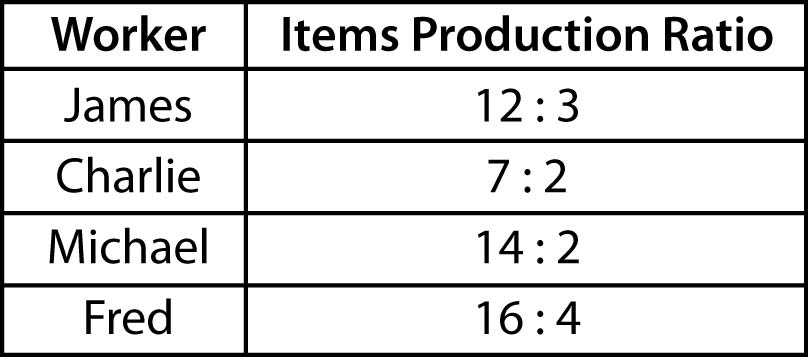 Worker Items Production Ratio
James 12 : 3
Charlie 7 : 2
Michael 14 : 2
Fred 16 : 4